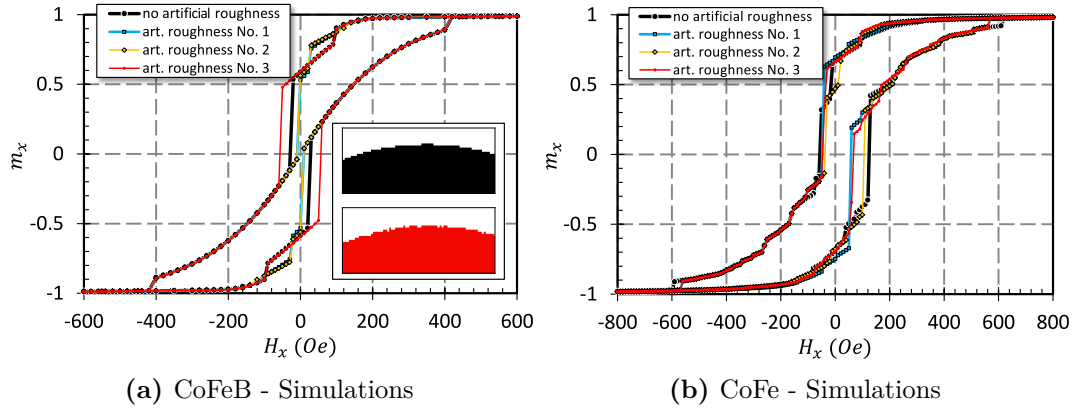 no artificial roughness
art. roughness No. 1
art. roughness No. 2
art. roughness No. 3
1
0.5
0
-0.5
-1
m_x
-600 -400 -200 0 200 400 600
H_x (Oe)
(a) CoFeB - Simulations
no artificial roughness
art. roughness No. 1
art. roughness No. 2
art. roughness No. 3
1
0.5
0
-0.5
-1
m_x
-800 -600 -400 -200 0 200 400 600 800
H_x (Oe)
(b) CoFe - Simulations